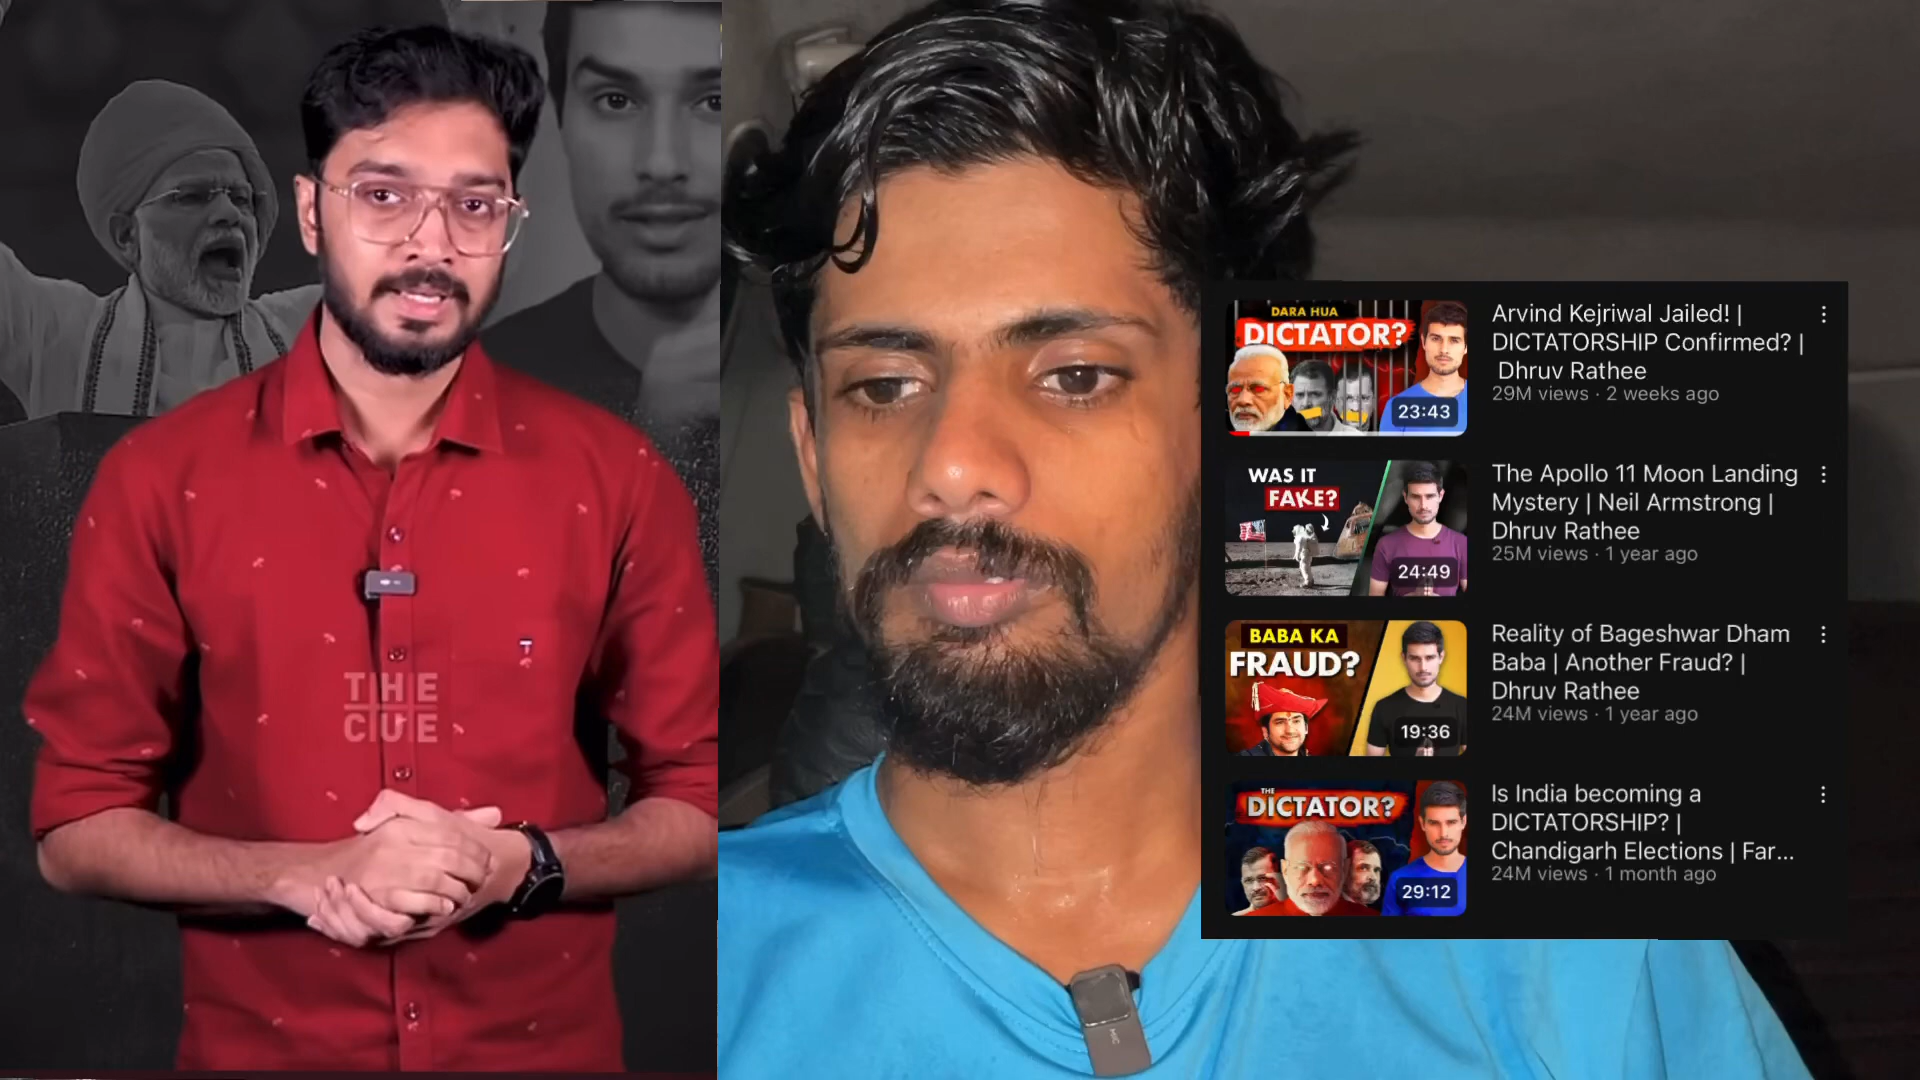 THE
CUE
DARA HUA
DICTATOR?
23:43
Arvind Kejriwal Jailed! |
DICTATORSHIP Confirmed? |
Dhruv Rathee
29M views · 2 weeks ago
WAS IT
FAKE?
24:49
The Apollo 11 Moon Landing
Mystery | Neil Armstrong |
Dhruv Rathee
25M views · 1 year ago
BABA KA
FRAUD?
19:36
Reality of Bageshwar Dham
Baba | Another Fraud? |
Dhruv Rathee
24M views · 1 year ago
THE
DICTATOR?
29:12
Is India becoming a
DICTATORSHIP? |
Chandigarh Elections | Far...
24M views · 1 month ago
MIC